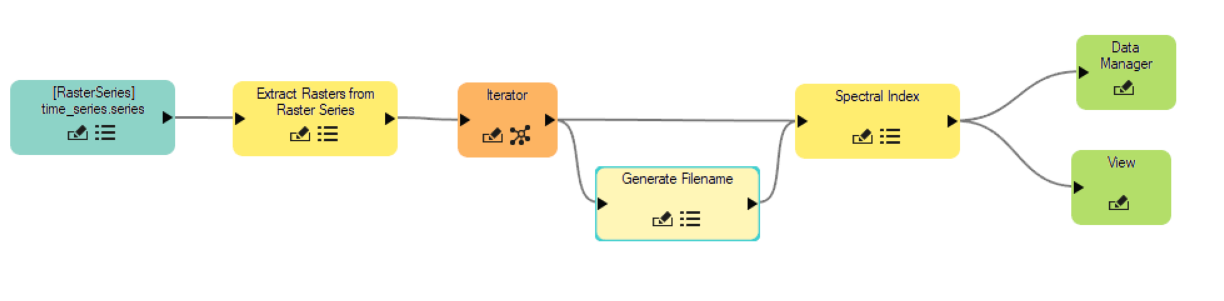 [RasterSeries]
time_series.series
Extract Rasters from
Raster Series
Iterator
Generate Filename
Spectral Index
Data
Manager
View